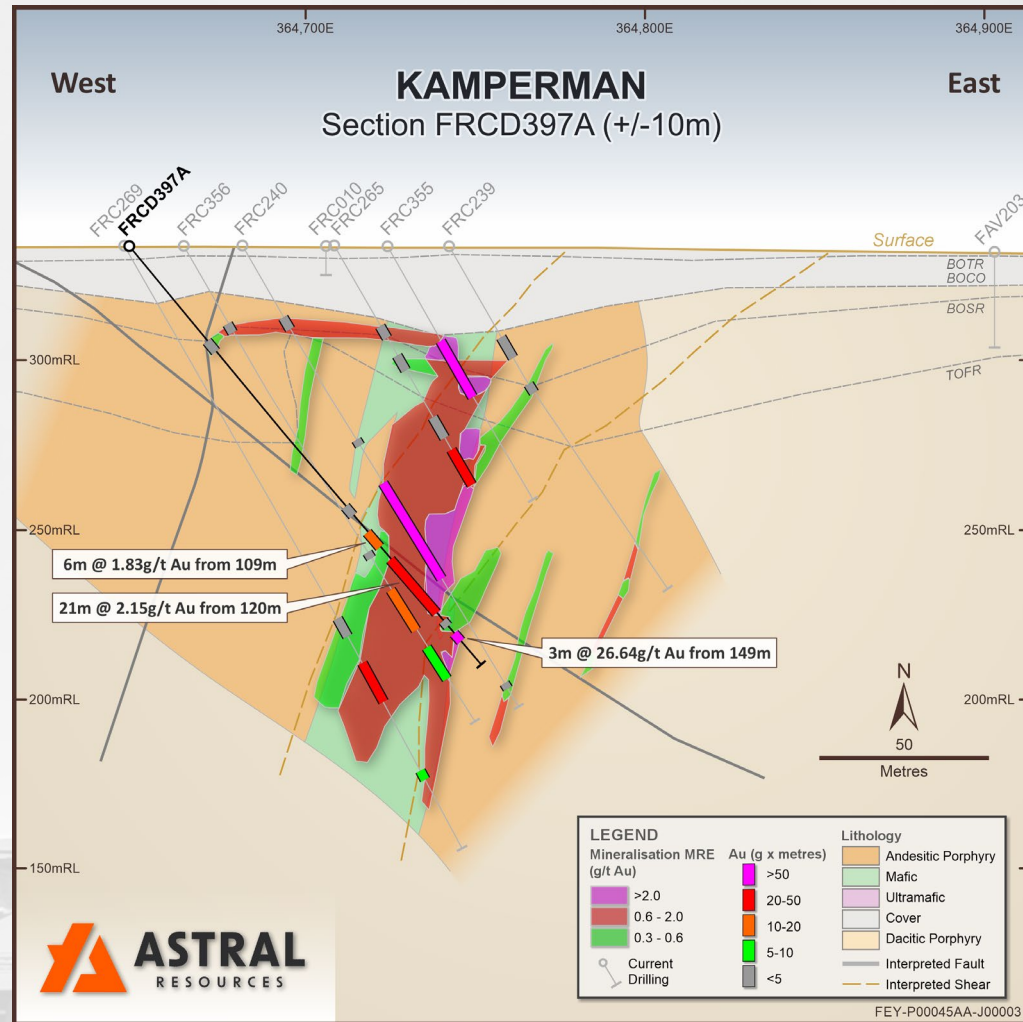 364,700E
364,800E
364,900E
West
KAMPERMAN
East
Section FRCD397A (+/-10m)
FRC269
FRCD397A
FRC356
FRC240
FRC010
FRC265
FRC355
FRC239
FAV203
Surface
BOTR
BOCO
BOSR
TOFR
300mRL
250mRL
250mRL
6m @ 1.83g/t Au from 109m
21m @ 2.15g/t Au from 120m
3m @ 26.64g/t Au from 149m
200mRL
200mRL
N
50
Metres
150mRL
LEGEND
Mineralisation MRE
(g/t Au)
>2.0
0.6 - 2.0
0.3 - 0.6
Current
Drilling
Au (g x metres)
>50
20-50
10-20
5-10
<5
Lithology
Andesitic Porphyry
Mafic
Ultramafic
Cover
Dacitic Porphyry
Interpreted Fault
Interpreted Shear
ASTRAL
RESOURCES
FEY-P00045AA-J00003